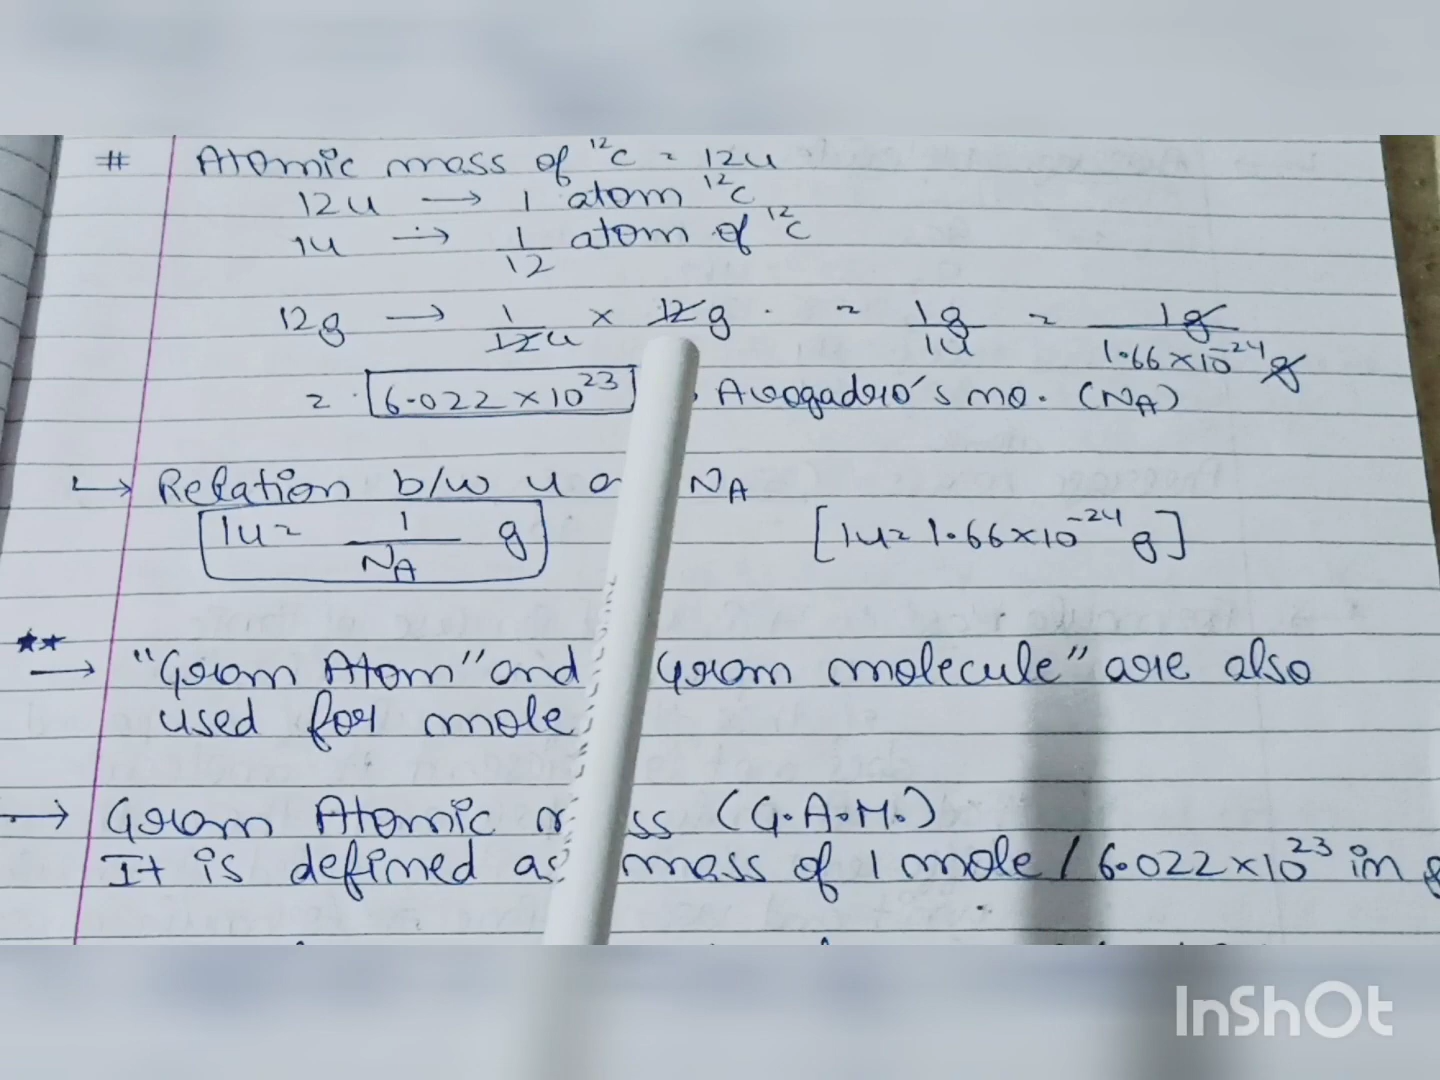 # Atomic mass of ¹²C = 12u
12u → 1 atom ¹²C
1u → 1/12 atom of ¹²C
12g → 1/12u × 12g = 1g/1u = 1g/1.66×10⁻²⁴g
= 6.022×10²³ Avogadro's no. (NA)
↳ Relation b/w u NA
1u = 1/NA g [1u = 1.66×10⁻²⁴ g]
** → "Gram Atom" and Gram molecule" are also
used for mole
→ Gram Atomic (G.A.M.)
It is defined as mass of 1 mole / 6.022×10²³ in
InShOt